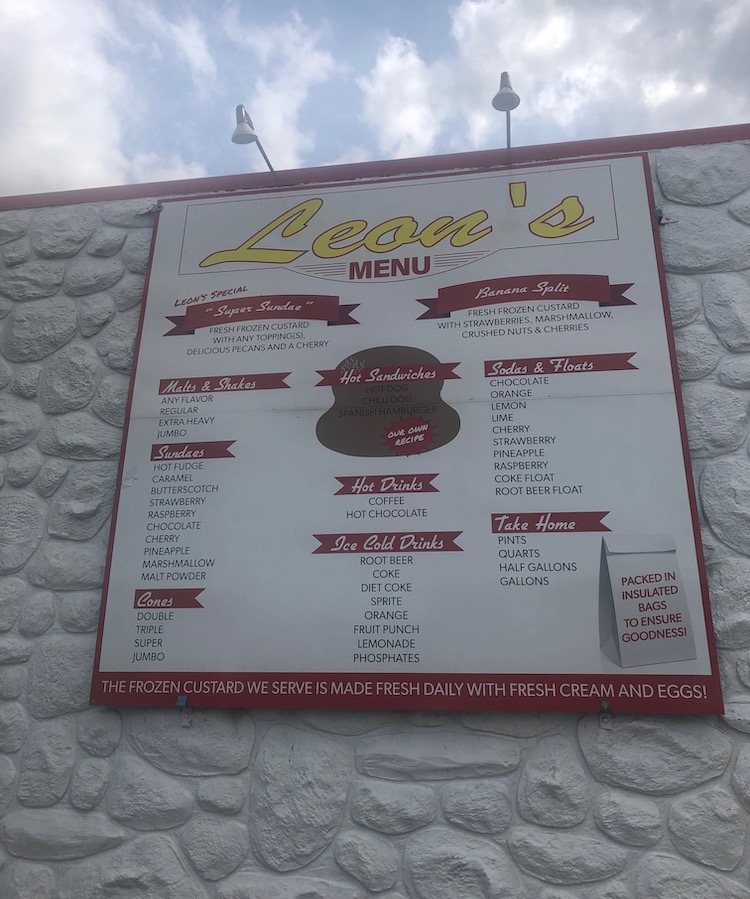 Leon's
MENU
LEON'S SPECIAL
"Super Sundae"
FRESH FROZEN CUSTARD
WITH ANY TOPPING(S),
DELICIOUS PECANS AND A CHERRY
Banana Split
FRESH FROZEN CUSTARD
WITH STRAWBERRIES, MARSHMALLOW,
CRUSHED NUTS & CHERRIES
Malts & Shakes
ANY FLAVOR
REGULAR
EXTRA HEAVY
JUMBO
Sundaes
HOT FUDGE
CARAMEL
BUTTERSCOTCH
STRAWBERRY
RASPBERRY
CHOCOLATE
CHERRY
PINEAPPLE
MARSHMALLOW
MALT POWDER
Cones
DOUBLE
TRIPLE
SUPER
JUMBO
Hot Sandwiches
HOT DOG
CHILI DOG
SPANISH HAMBURGER
OUR OWN
RECIPE
Hot Drinks
COFFEE
HOT CHOCOLATE
Ice Cold Drinks
ROOT BEER
COKE
DIET COKE
SPRITE
ORANGE
FRUIT PUNCH
LEMONADE
PHOSPHATES
Sodas & Floats
CHOCOLATE
ORANGE
LEMON
LIME
CHERRY
STRAWBERRY
PINEAPPLE
RASPBERRY
COKE FLOAT
ROOT BEER FLOAT
Take Home
PINTS
QUARTS
HALF GALLONS
GALLONS
PACKED IN
INSULATED
BAGS
TO ENSURE
GOODNESS!
THE FROZEN CUSTARD WE SERVE IS MADE FRESH DAILY WITH FRESH CREAM AND EGGS!